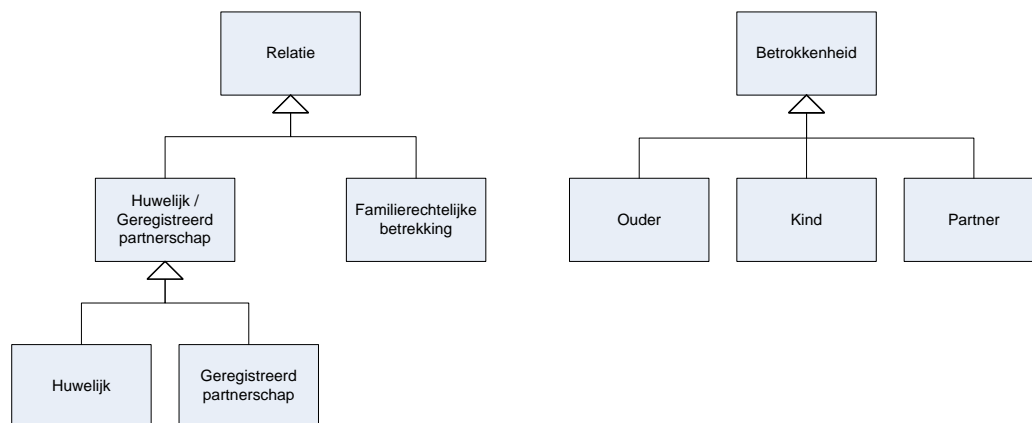 Relatie
Betrokkenheid
Huwelijk /
Geregistreerd
partnerschap
Familierechtelijke
betrekking
Ouder
Kind
Partner
Huwelijk
Geregistreerd
partnerschap